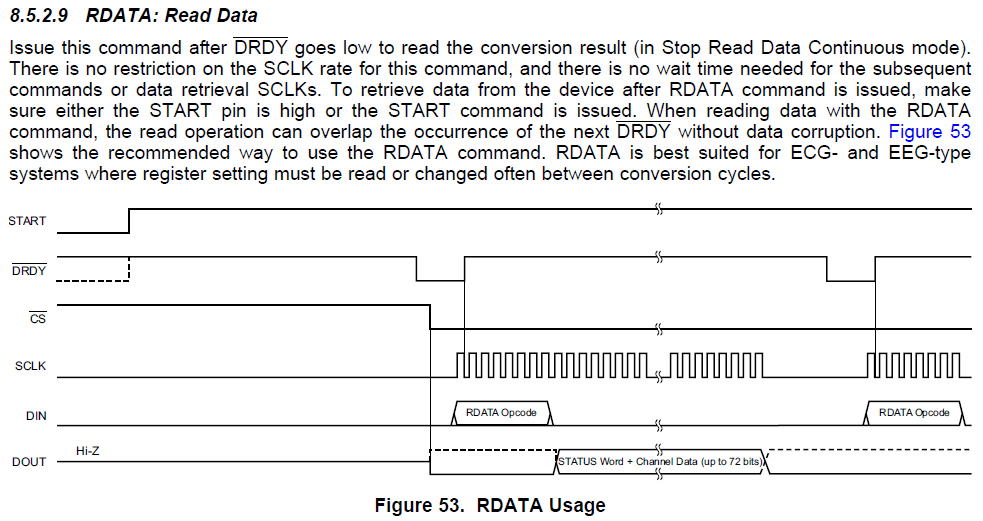 8.5.2.9 RDATA: Read Data
Issue this command after DRDY goes low to read the conversion result (in Stop Read Data Continuous mode).
There is no restriction on the SCLK rate for this command, and there is no wait time needed for the subsequent
commands or data retrieval SCLKs. To retrieve data from the device after RDATA command is issued, make
sure either the START pin is high or the START command is issued. When reading data with the RDATA
command, the read operation can overlap the occurrence of the next DRDY without data corruption. Figure 53
shows the recommended way to use the RDATA command. RDATA is best suited for ECG- and EEG-type
systems where register setting must be read or changed often between conversion cycles.
START
DRDY
CS
SCLK
DIN
RDATA Opcode
RDATA Opcode
DOUT
Hi-Z
STATUS Word + Channel Data (up to 72 bits)
Figure 53. RDATA Usage